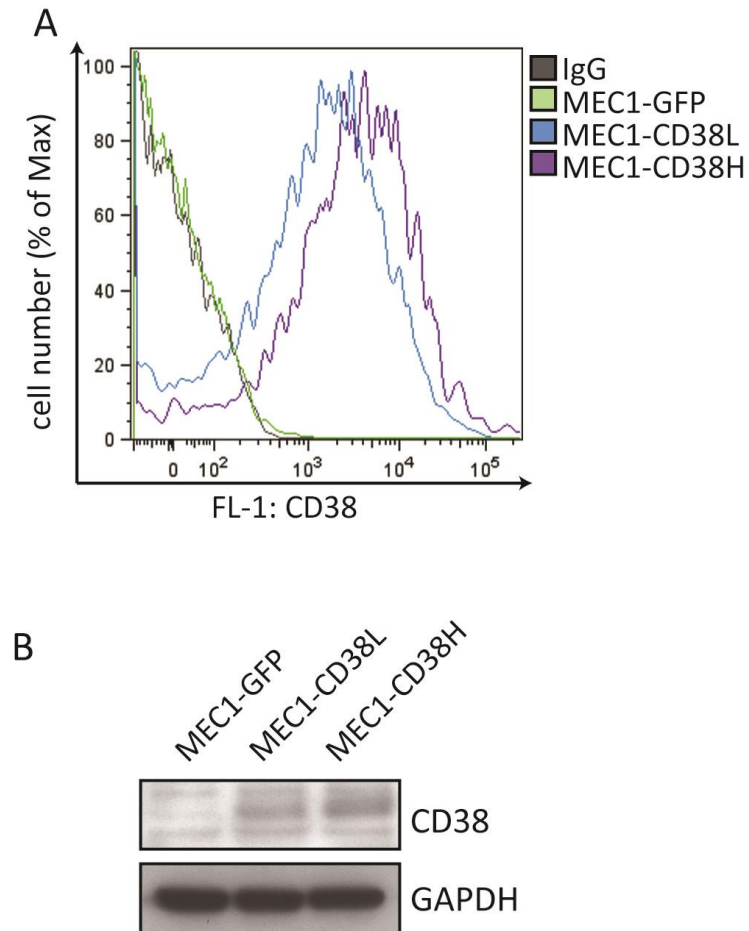 A
IgG
MEC1-GFP
MEC1-CD38L
MEC1-CD38H
cell number (% of Max)
100
80
60
40
20
0
0 10² 10³ 10⁴ 10⁵
FL-1: CD38
B
MEC1-GFP
MEC1-CD38L
MEC1-CD38H
CD38
GAPDH